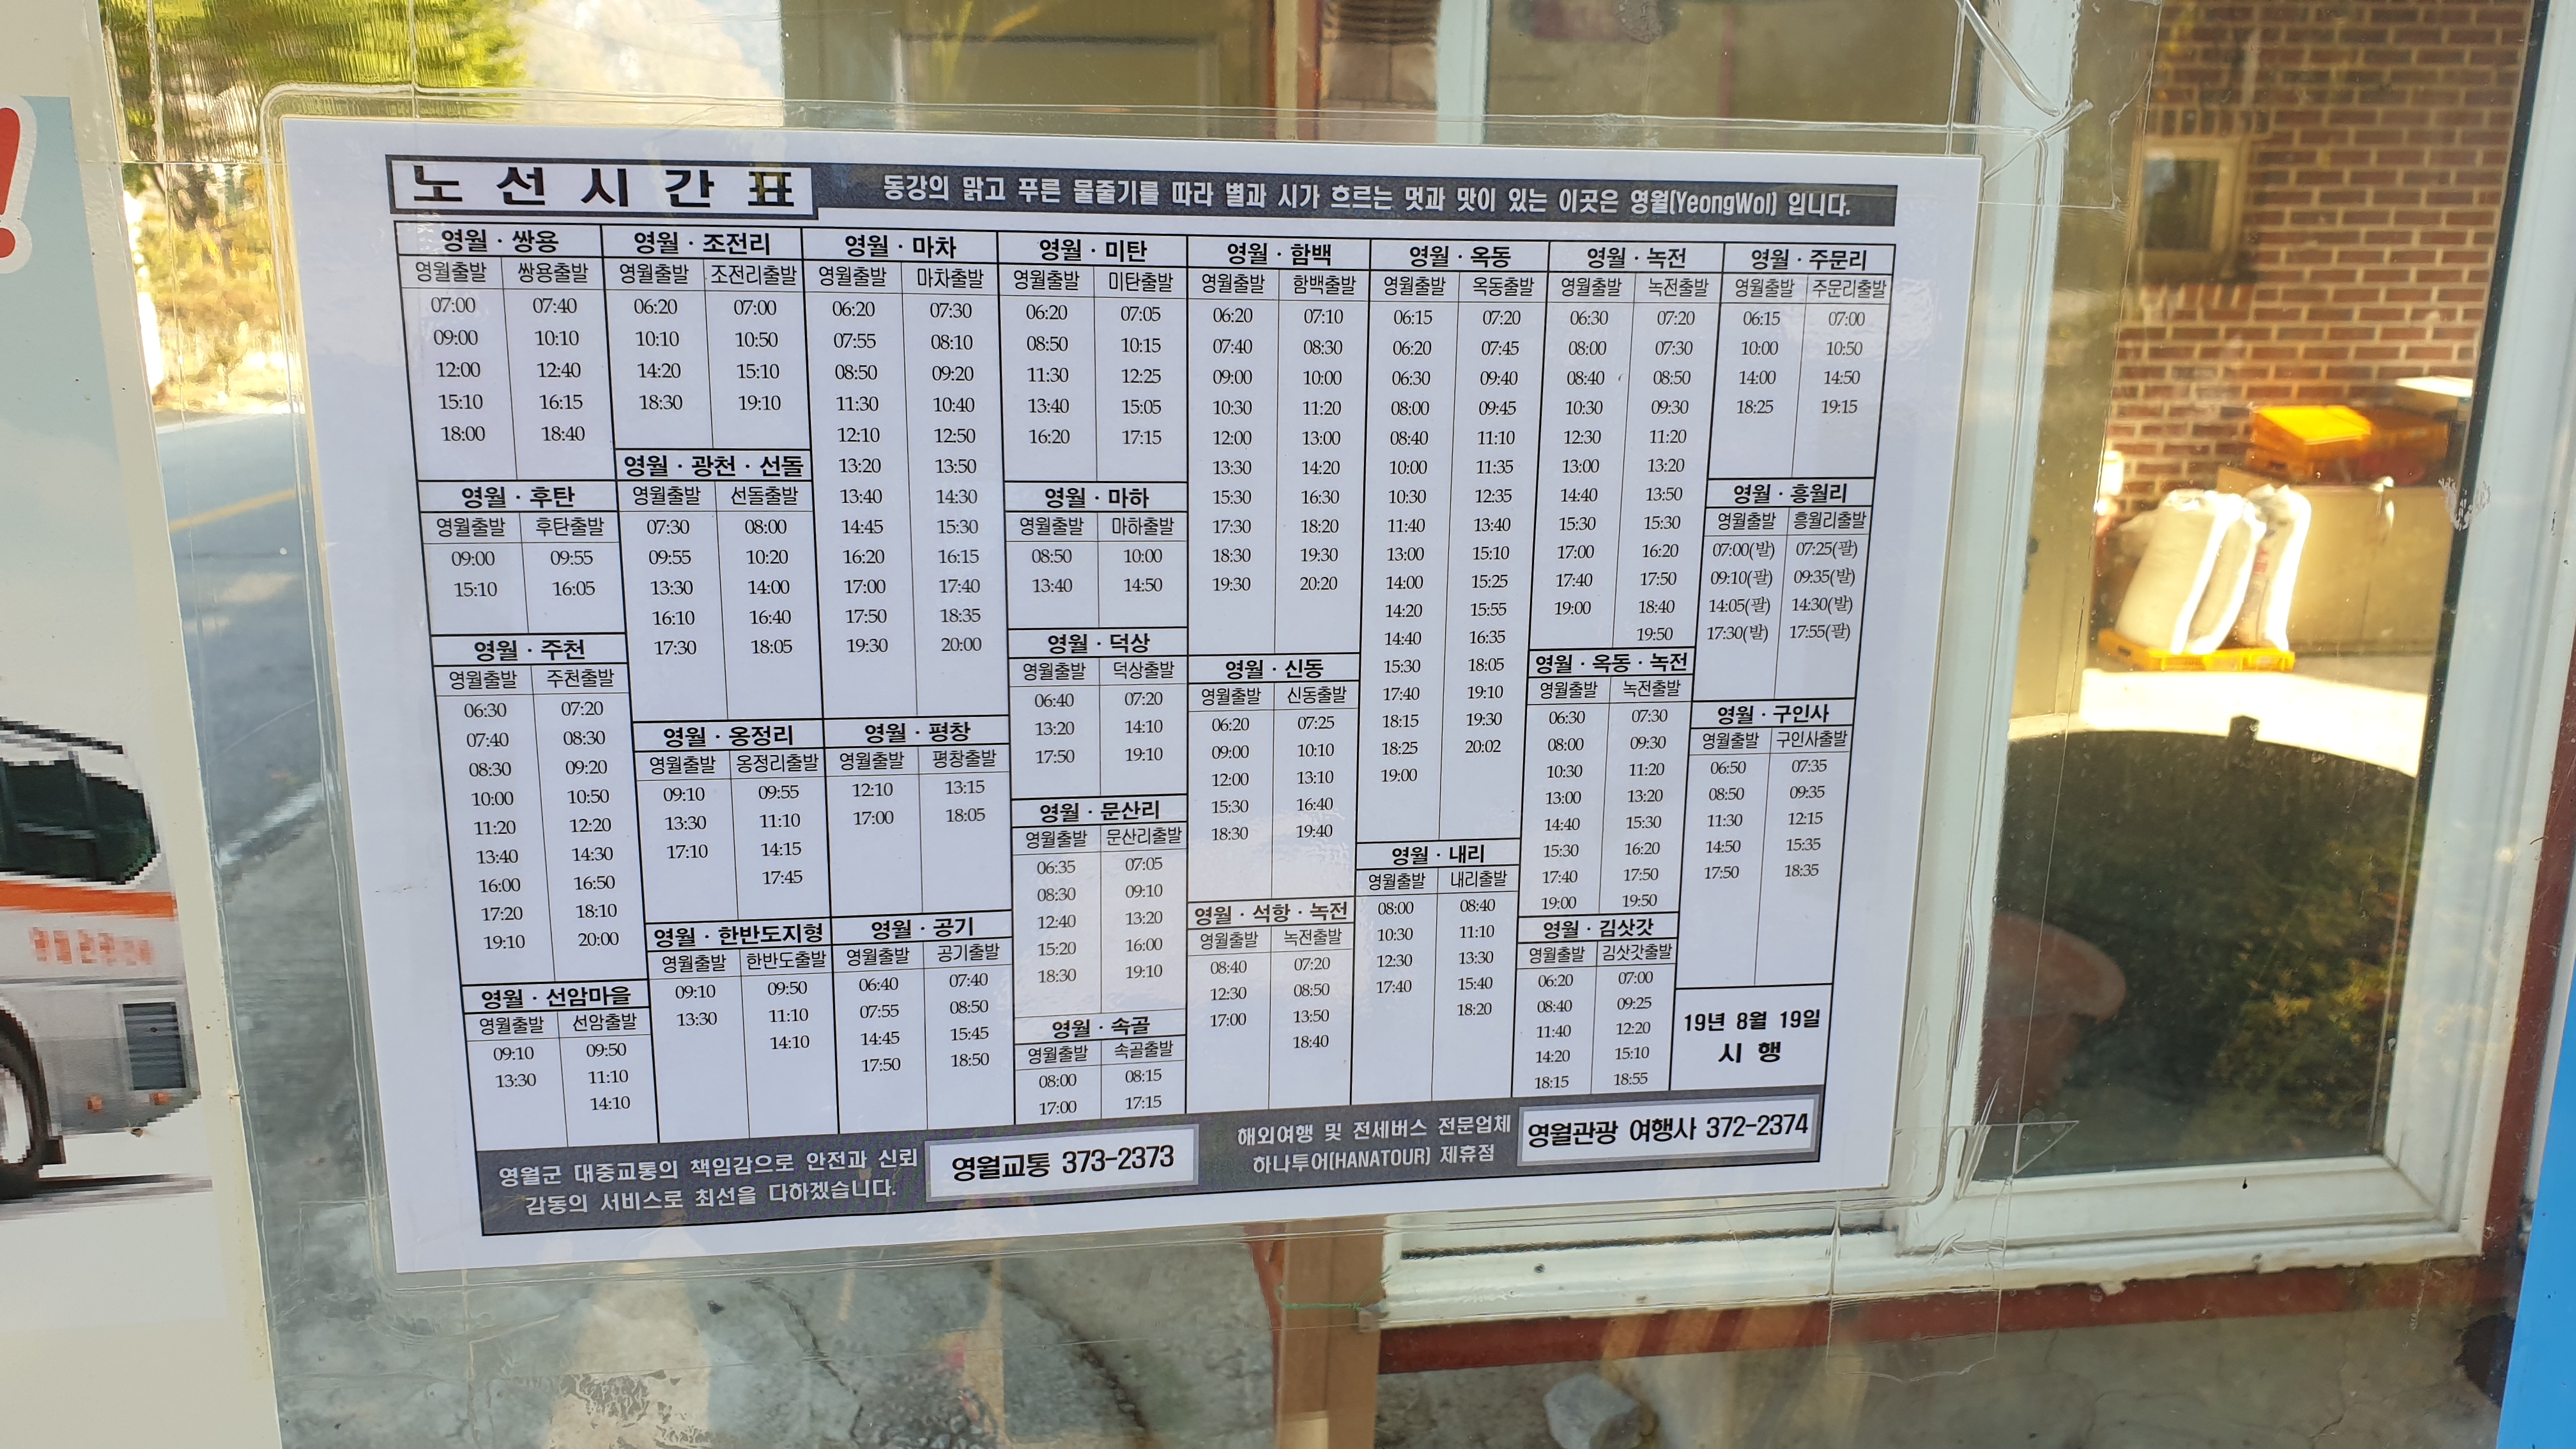 노선시간표
동강의 맑고 푸른 물줄기를 따라 별과 시가 흐르는 멋과 맛이 있는 이곳은 영월(YeongWol) 입니다.
영월 · 쌍용
영월출발 쌍용출발
07:00 07:40
09:00 10:10
12:00 12:40
15:10 16:15
18:00 18:40
영월 · 후탄
영월출발 후탄출발
09:00 09:55
15:10 16:05
영월 · 주천
영월출발 주천출발
06:30 07:20
07:40 08:30
08:30 09:20
10:00 10:50
11:20 12:20
13:40 14:30
16:00 16:50
17:20 18:10
19:10 20:00
영월 · 선암마을
영월출발 선암출발
09:10 09:50
13:30 11:10
14:10
영월 · 조전리
영월출발 조전리출발
06:20 07:00
10:10 10:50
14:20 15:10
18:30 19:10
영월 · 광천 · 선돌
영월출발 선돌출발
07:30 08:00
09:55 10:20
13:30 14:00
16:10 16:40
17:30 18:05
영월 · 옹정리
영월출발 옹정리출발
09:10 09:55
13:30 11:10
17:10 14:15
17:45
영월 · 한반도지형
영월출발 한반도출발
09:10 09:50
13:30 11:10
14:10
영월 · 마차
영월출발 마차출발
06:20 07:30
07:55 08:10
08:50 09:20
11:30 10:40
12:10 12:50
13:20 13:50
13:40 14:30
14:45 15:30
16:20 16:15
17:00 17:40
17:50 18:35
19:30 20:00
영월 · 평창
영월출발 평창출발
12:10 13:15
17:00 18:05
영월 · 공기
영월출발 공기출발
06:40 07:40
07:55 08:50
14:45 15:45
17:50 18:50
영월 · 미탄
영월출발 미탄출발
06:20 07:05
08:50 10:15
11:30 12:25
13:40 15:05
16:20 17:15
영월 · 마하
영월출발 마하출발
08:50 10:00
13:40 14:50
영월 · 덕상
영월출발 덕상출발
06:40 07:20
13:20 14:10
17:50 19:10
영월 · 문산리
영월출발 문산리출발
06:35 07:05
08:30 09:10
12:40 13:20
15:20 16:00
18:30 19:10
영월 · 속골
영월출발 속골출발
08:00 08:15
17:00 17:15
영월 · 함백
영월출발 함백출발
06:20 07:10
07:40 08:30
09:00 10:00
10:30 11:20
12:00 13:00
13:30 14:20
15:30 16:30
17:30 18:20
18:30 19:30
19:30 20:20
영월 · 신동
영월출발 신동출발
06:20 07:25
09:00 10:10
12:00 13:10
15:30 16:40
18:30 19:40
영월 · 석항 · 녹전
영월출발 녹전출발
08:40 07:20
12:30 08:50
17:00 13:50
18:40
영월 · 옥동
영월출발 옥동출발
06:15 07:20
06:20 07:45
06:30 09:40
08:00 09:45
08:40 11:10
10:00 11:35
10:30 12:35
11:40 13:40
13:00 15:10
14:00 15:25
14:20 15:55
14:40 16:35
15:30 18:05
17:40 19:10
18:15 19:30
18:25 20:02
19:00
영월 · 내리
영월출발 내리출발
08:00 08:40
10:30 11:10
12:30 13:30
17:40 15:40
18:20
영월 · 녹전
영월출발 녹전출발
06:30 07:20
08:00 07:30
08:40 08:50
10:30 09:30
12:30 11:20
13:00 13:20
14:40 13:50
15:30 15:30
17:00 16:20
17:40 17:50
19:00 18:40
19:50
영월 · 옥동 · 녹전
영월출발 녹전출발
06:30 07:30
08:00 09:30
10:30 11:20
13:00 13:20
14:40 15:30
15:30 16:20
17:40 17:50
19:00 19:50
영월 · 김삿갓
영월출발 김삿갓출발
06:20 07:00
08:40 09:25
11:40 12:20
14:20 15:10
18:15 18:55
영월 · 주문리
영월출발 주문리출발
06:15 07:00
10:00 10:50
14:00 14:50
18:25 19:15
영월 · 흥월리
영월출발 흥월리출발
07:00(발) 07:25(팔)
09:10(팔) 09:35(발)
14:05(팔) 14:30(발)
17:30(발) 17:55(팔)
영월 · 구인사
영월출발 구인사출발
06:50 07:35
08:50 09:35
11:30 12:15
14:50 15:35
17:50 18:35
19년 8월 19일
시 행
영월군 대중교통의 책임감으로 안전과 신뢰
감동의 서비스로 최선을 다하겠습니다.
영월교통 373-2373
해외여행 및 전세버스 전문업체
하나투어(HANATOUR) 제휴점
영월관광 여행사 372-2374
!